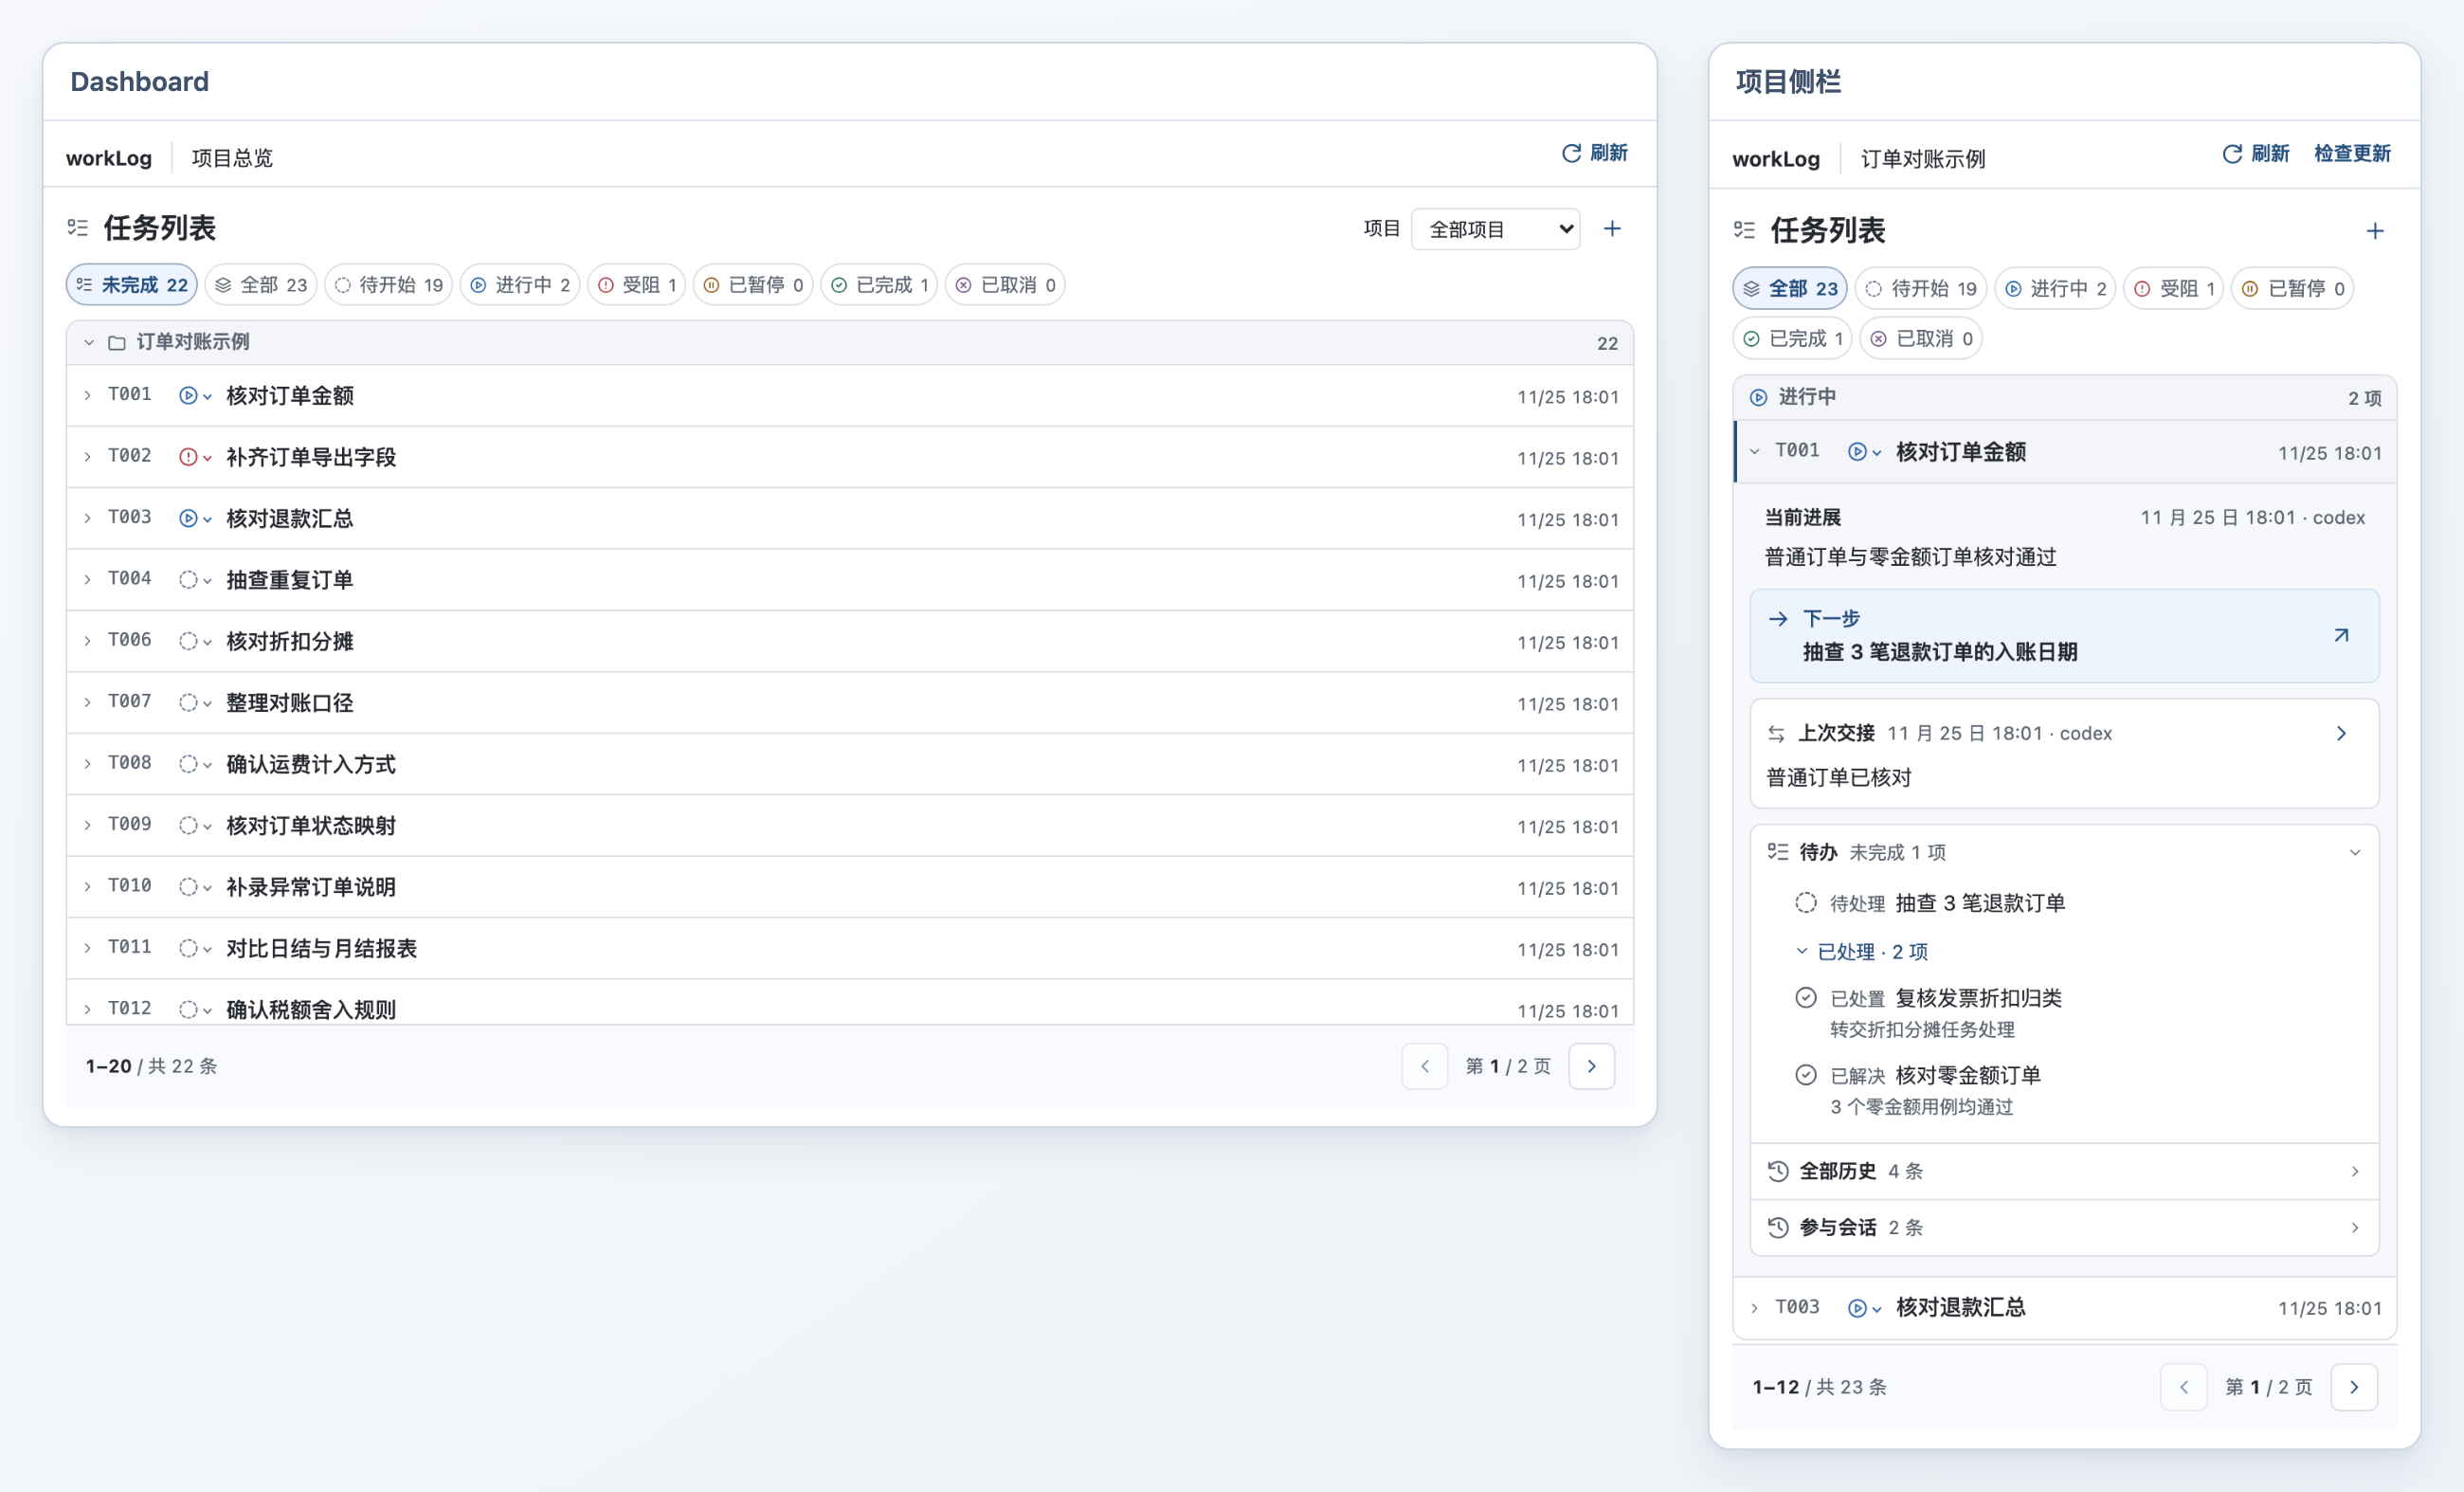 Dashboard
workLog 项目总览 刷新
任务列表 项目 全部项目
未完成 22 全部 23 待开始 19 进行中 2 受阻 1 已暂停 0 已完成 1 已取消 0
订单对账示例 22
T001 核对订单金额 11/25 18:01
T002 补齐订单导出字段 11/25 18:01
T003 核对退款汇总 11/25 18:01
T004 抽查重复订单 11/25 18:01
T006 核对折扣分摊 11/25 18:01
T007 整理对账口径 11/25 18:01
T008 确认运费计入方式 11/25 18:01
T009 核对订单状态映射 11/25 18:01
T010 补录异常订单说明 11/25 18:01
T011 对比日结与月结报表 11/25 18:01
T012 确认税额舍入规则 11/25 18:01
1–20 / 共 22 条 第 1 / 2 页
项目侧栏
workLog 订单对账示例 刷新 检查更新
任务列表
全部 23 待开始 19 进行中 2 受阻 1 已暂停 0
已完成 1 已取消 0
进行中 2 项
T001 核对订单金额 11/25 18:01
当前进展 11 月 25 日 18:01 · codex
普通订单与零金额订单核对通过
下一步
抽查 3 笔退款订单的入账日期
上次交接 11 月 25 日 18:01 · codex
普通订单已核对
待办 未完成 1 项
待处理 抽查 3 笔退款订单
已处理 · 2 项
已处置 复核发票折扣归类
转交折扣分摊任务处理
已解决 核对零金额订单
3 个零金额用例均通过
全部历史 4 条
参与会话 2 条
T003 核对退款汇总 11/25 18:01
1–12 / 共 23 条 第 1 / 2 页